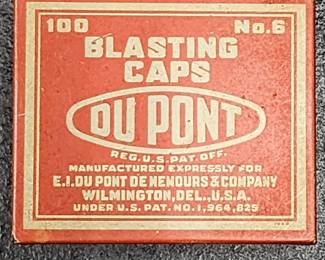 100 No.6
BLASTING
CAPS
DU PONT
REG. U.S. PAT. OFF.
MANUFACTURED EXPRESSLY FOR
E.I. DU PONT DE NEMOURS & COMPANY
WILMINGTON, DEL., U.S.A.
UNDER U.S. PAT. NO. 1,964,825